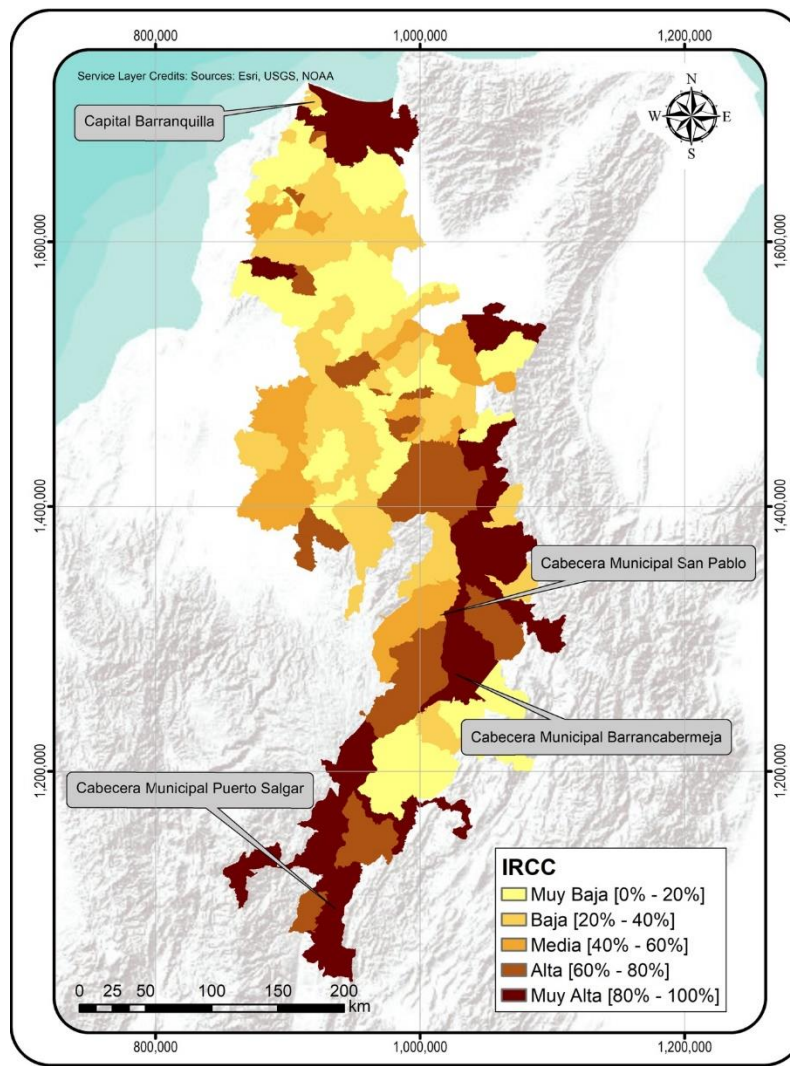 800,000
1,000,000
1,200,000
Service Layer Credits: Sources: Esri, USGS, NOAA
N
W
E
S
Capital Barranquilla
1,600,000
1,600,000
1,400,000
1,400,000
Cabecera Municipal San Pablo
Cabecera Municipal Barrancabermeja
1,200,000
1,200,000
Cabecera Municipal Puerto Salgar
IRCC
Muy Baja [0% - 20%]
Baja [20% - 40%]
Media [40% - 60%]
Alta [60% - 80%]
Muy Alta [80% - 100%]
0 25 50 100 150 200
km
800,000
1,000,000
1,200,000